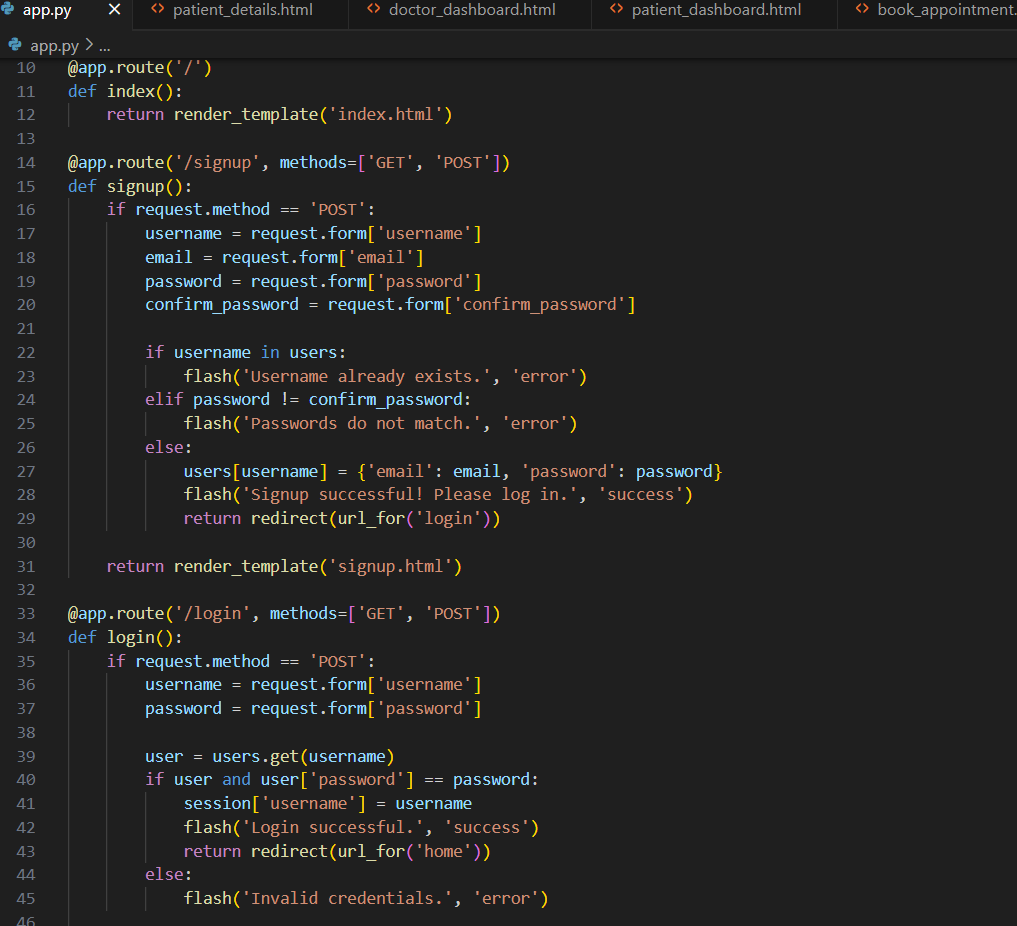 app.py × <> patient_details.html <> doctor_dashboard.html <> patient_dashboard.html <> book_appointment.
app.py > ...
10 @app.route('/')
11 def index():
12     return render_template('index.html')
13
14 @app.route('/signup', methods=['GET', 'POST'])
15 def signup():
16     if request.method == 'POST':
17         username = request.form['username']
18         email = request.form['email']
19         password = request.form['password']
20         confirm_password = request.form['confirm_password']
21
22         if username in users:
23             flash('Username already exists.', 'error')
24         elif password != confirm_password:
25             flash('Passwords do not match.', 'error')
26         else:
27             users[username] = {'email': email, 'password': password}
28             flash('Signup successful! Please log in.', 'success')
29             return redirect(url_for('login'))
30
31     return render_template('signup.html')
32
33 @app.route('/login', methods=['GET', 'POST'])
34 def login():
35     if request.method == 'POST':
36         username = request.form['username']
37         password = request.form['password']
38
39         user = users.get(username)
40         if user and user['password'] == password:
41             session['username'] = username
42             flash('Login successful.', 'success')
43             return redirect(url_for('home'))
44         else:
45             flash('Invalid credentials.', 'error')
46